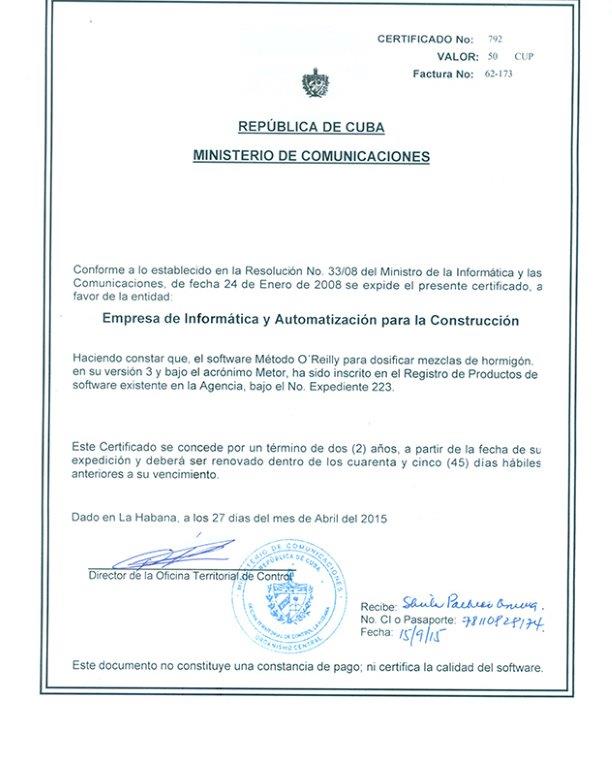 CERTIFICADO No: 792
VALOR: 50 CUP
Factura No: 62-173
REPÚBLICA DE CUBA
MINISTERIO DE COMUNICACIONES
Conforme a lo establecido en la Resolución No. 33/08 del Ministro de la Informática y las
Comunicaciones, de fecha 24 de Enero de 2008 se expide el presente certificado, a
favor de la entidad:
Empresa de Informática y Automatización para la Construcción
Haciendo constar que, el software Método O´Reilly para dosificar mezclas de hormigón.
en su versión 3 y bajo el acrónimo Metor, ha sido inscrito en el Registro de Productos de
software existente en la Agencia, bajo el No. Expediente 223.
Este Certificado se concede por un término de dos (2) años, a partir de la fecha de su
expedición y deberá ser renovado dentro de los cuarenta y cinco (45) días hábiles
anteriores a su vencimiento.
Dado en La Habana, a los 27 días del mes de Abril del 2015
Director de la Oficina Territorial de Control
MINISTERIO DE COMUNICACIONES
REPÚBLICA DE CUBA
OFICINA TERRITORIAL DE CONTROL LA HABANA
ORGANISMO CENTRAL
Recibe:
No. CI o Pasaporte: 78110828174.
Fecha: 15/9/15
Este documento no constituye una constancia de pago; ni certifica la calidad del software.